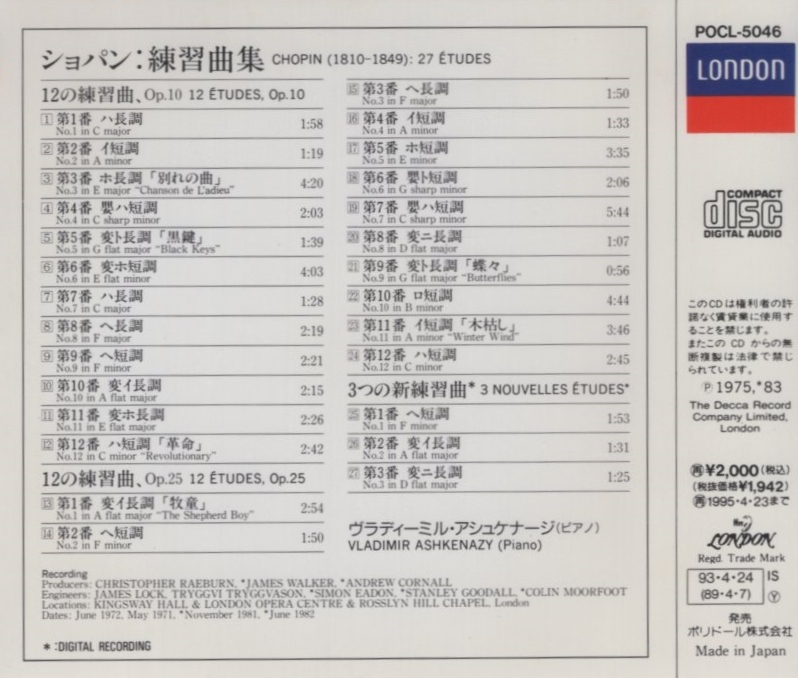 ショパン：練習曲集 CHOPIN (1810-1849): 27 ÉTUDES
12の練習曲、Op.10 12 ÉTUDES, Op.10
1 第1番 ハ長調
No.1 in C major 1:58
2 第2番 イ短調
No.2 in A minor 1:19
3 第3番 ホ長調「別れの曲」
No.3 in E major "Chanson de L'adieu" 4:20
4 第4番 嬰ハ短調
No.4 in C sharp minor 2:03
5 第5番 変ト長調「黒鍵」
No.5 in G flat major "Black Keys" 1:39
6 第6番 変ホ短調
No.6 in E flat minor 4:03
7 第7番 ハ長調
No.7 in C major 1:28
8 第8番 ヘ長調
No.8 in F major 2:19
9 第9番 ヘ短調
No.9 in F minor 2:21
10 第10番 変イ長調
No.10 in A flat major 2:15
11 第11番 変ホ長調
No.11 in E flat major 2:26
12 第12番 ハ短調「革命」
No.12 in C minor "Revolutionary" 2:42
12の練習曲、Op.25 12 ÉTUDES, Op.25
13 第1番 変イ長調「牧童」
No.1 in A flat major "The Shepherd Boy" 2:54
14 第2番 ヘ短調
No.2 in F minor 1:50
15 第3番 ヘ長調
No.3 in F major 1:50
16 第4番 イ短調
No.4 in A minor 1:33
17 第5番 ホ短調
No.5 in E minor 3:35
18 第6番 嬰ト短調
No.6 in G sharp minor 2:06
19 第7番 嬰ハ短調
No.7 in C sharp minor 5:44
20 第8番 変ニ長調
No.8 in D flat major 1:07
21 第9番 変ト長調「蝶々」
No.9 in G flat major "Butterflies" 0:56
22 第10番 ロ短調
No.10 in B minor 4:44
23 第11番 イ短調「木枯し」
No.11 in A minor "Winter Wind" 3:46
24 第12番 ハ短調
No.12 in C minor 2:45
3つの新練習曲* 3 NOUVELLES ÉTUDES*
25 第1番 ヘ短調
No.1 in F minor 1:53
26 第2番 変イ長調
No.2 in A flat major 1:31
27 第3番 変ニ長調
No.3 in D flat major 1:25
ヴラディーミル・アシュケナージ(ピアノ)
VLADIMIR ASHKENAZY (Piano)
Recording
Producers: CHRISTOPHER RAEBURN, *JAMES WALKER, *ANDREW CORNALL
Engineers: JAMES LOCK, TRYGGVI TRYGGVASON, *SIMON EADON, *STANLEY GOODALL, *COLIN MOORFOOT
Locations: KINGSWAY HALL & LONDON OPERA CENTRE & ROSSLYN HILL CHAPEL, London
Dates: June 1972, May 1971, *November 1981, *June 1982
*:DIGITAL RECORDING
POCL-5046
LONDON
COMPACT
disc
DIGITAL AUDIO
このCDは権利者の許
諾なく賃貸業に使用す
ることを禁じます。
またこの CD からの無
断複製は法律で禁じ
られています。
Ⓟ 1975,*83
The Decca Record
Company Limited,
London
㊢¥2,000(税込)
(税抜価格¥1,942)
㊢1995・4・23まで
LONDON
Regd. Trade Mark
93・4・24 IS
(89・4・7) Ⓨ
発売
ポリドール株式会社
Made in Japan